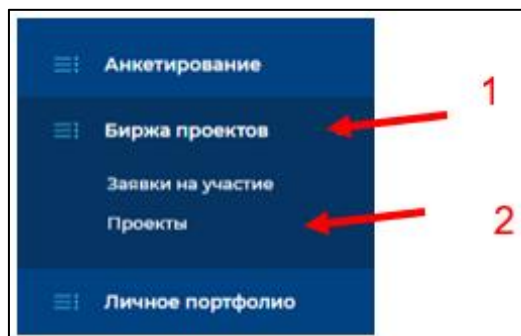 Анкетирование
Биржа проектов
1
Заявки на участие
Проекты
2
Личное портфолио